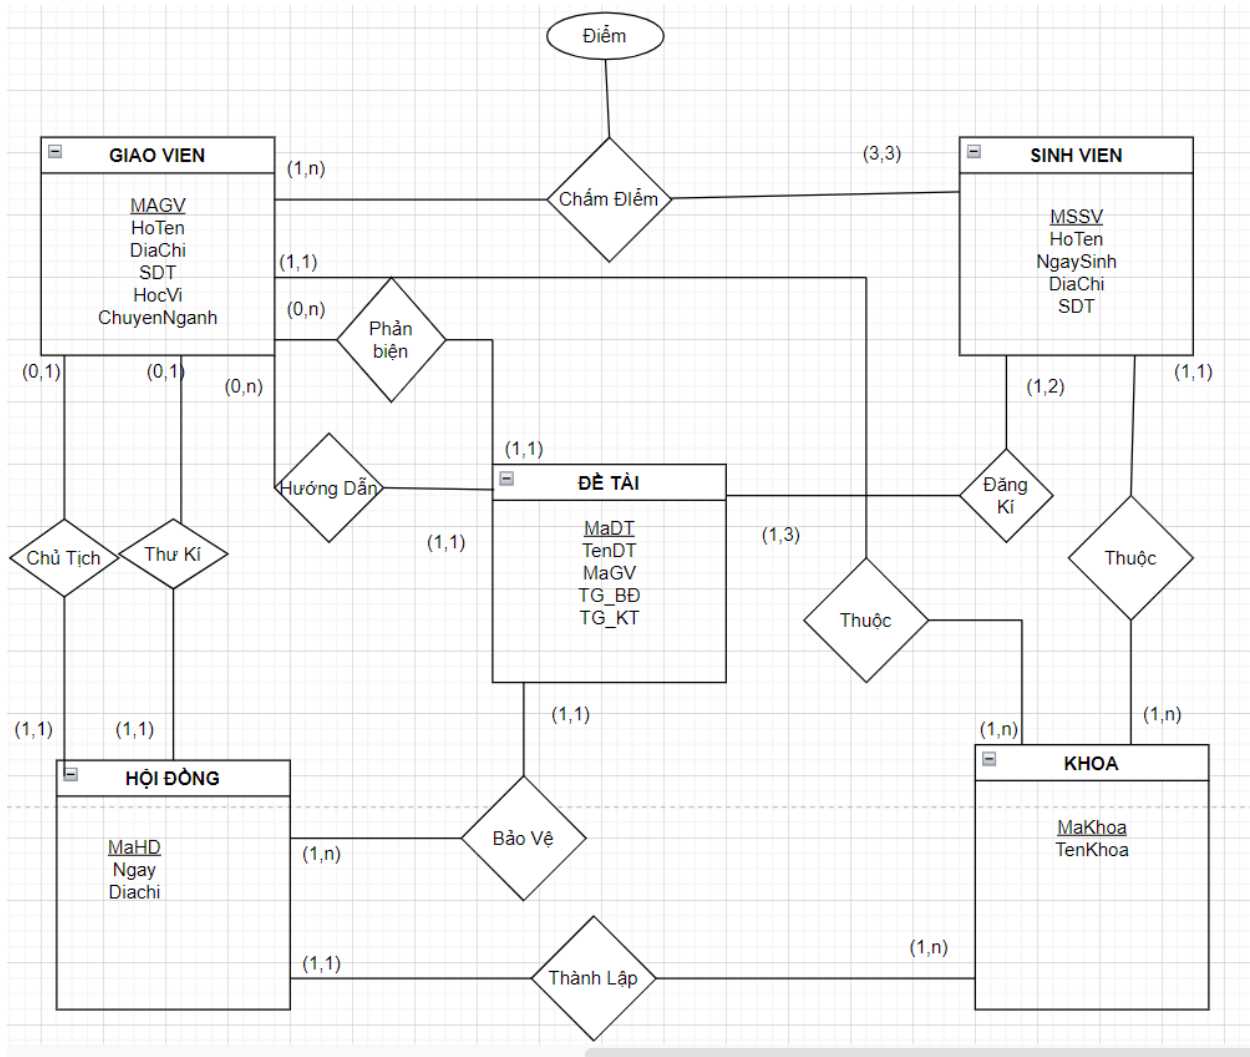 Điểm
GIAO VIEN
(1,n)
(3,3)
SINH VIEN
Chấm ĐIểm
MAGV
HoTen
DiaChi
SDT
HocVi
ChuyenNganh
MSSV
HoTen
NgaySinh
DiaChi
SDT
(1,1)
(0,n)
Phản
biện
(0,1)
(0,1)
(0,n)
(1,2)
(1,1)
(1,1)
Hướng Dẫn
ĐỀ TÀI
Đăng
Kí
MaDT
TenDT
MaGV
TG_BĐ
TG_KT
(1,1)
(1,3)
Chủ Tịch
Thư Kí
Thuộc
Thuộc
(1,1)
(1,1)
(1,1)
(1,n)
(1,n)
HỘI ĐỒNG
KHOA
MaHD
Ngay
Diachi
(1,n)
Bảo Vệ
MaKhoa
TenKhoa
(1,1)
Thành Lập
(1,n)